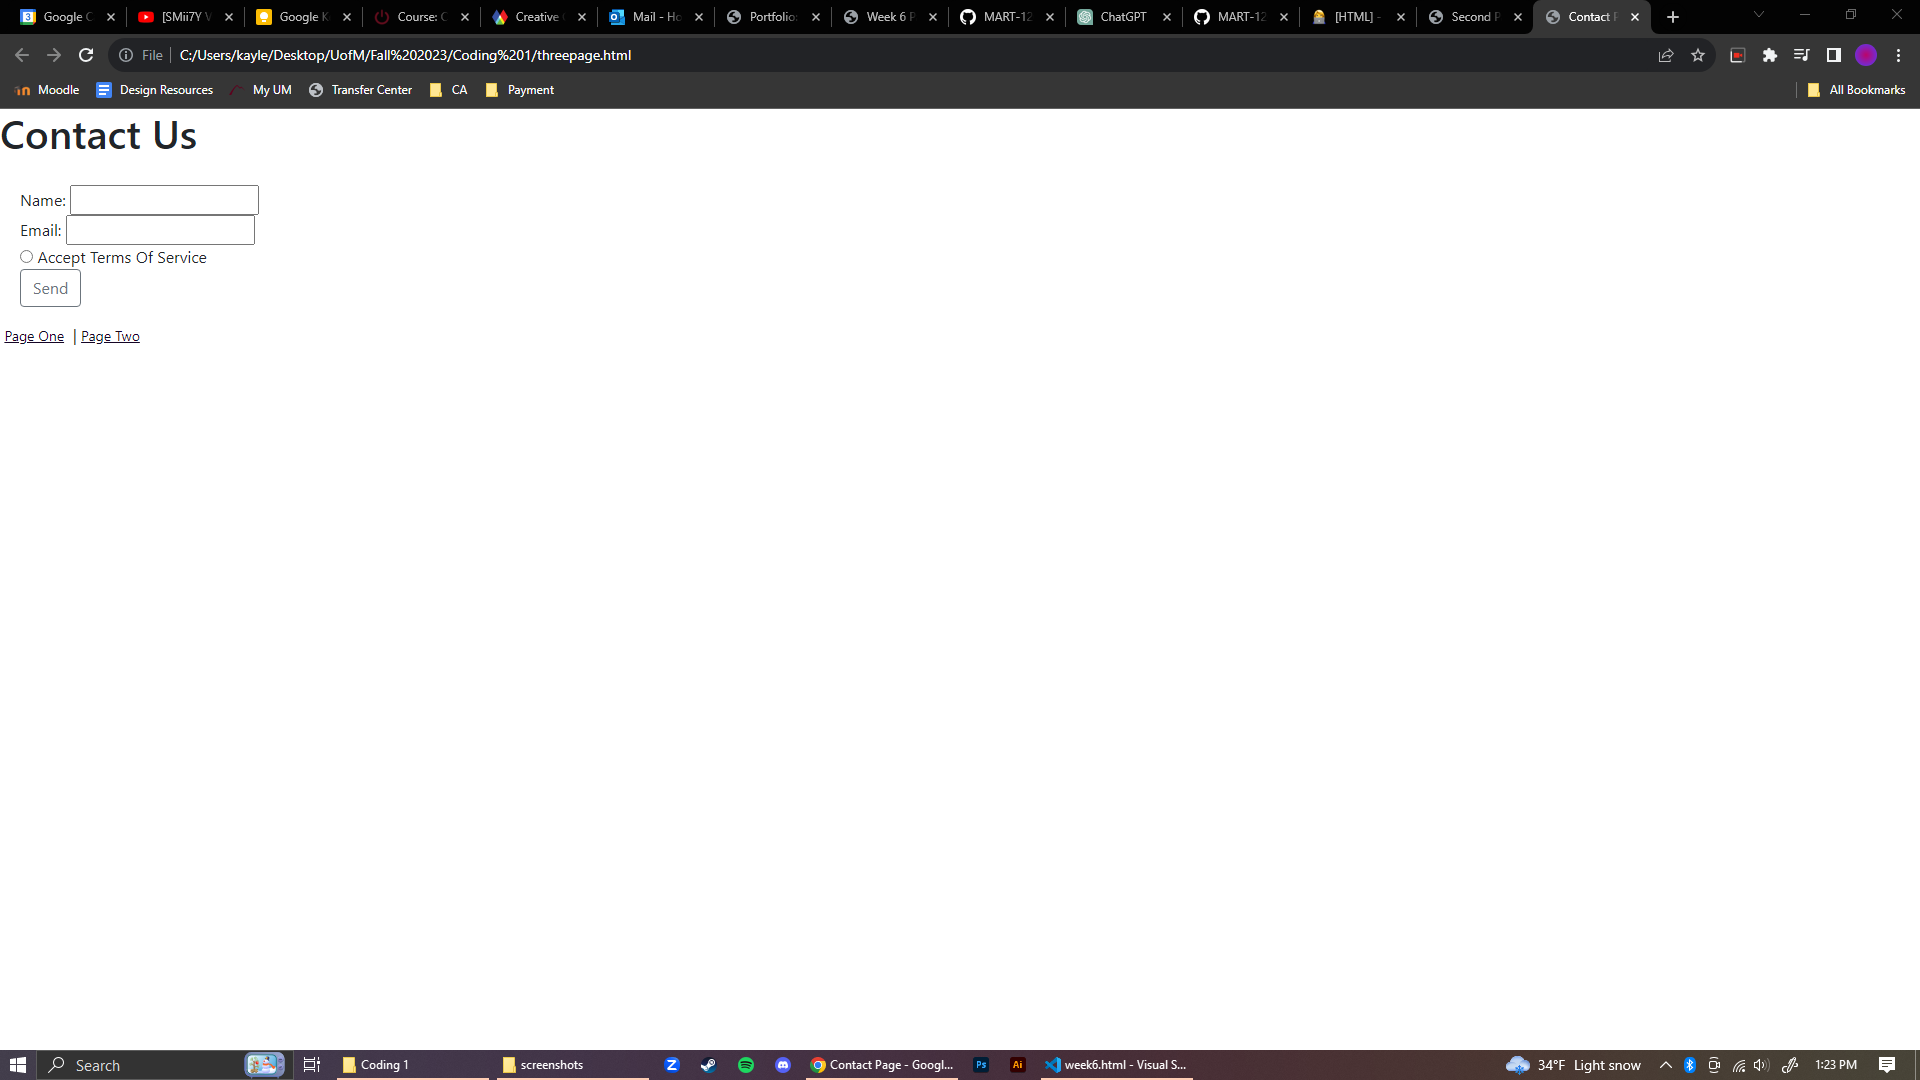 Google C [SMii7Y V Google K Course: C Creative Mail - Ho Portfolio: Week 6 P MART-12 ChatGPT MART-12 [HTML] - Second P Contact P
File C:/Users/kayle/Desktop/UofM/Fall%202023/Coding%201/threepage.html
Moodle Design Resources My UM Transfer Center CA Payment All Bookmarks
Contact Us
Name:
Email:
Accept Terms Of Service
Send
Page One | Page Two
Search Coding 1 screenshots Contact Page - Googl... Ps Ai week6.html - Visual S... 34°F Light snow 1:23 PM